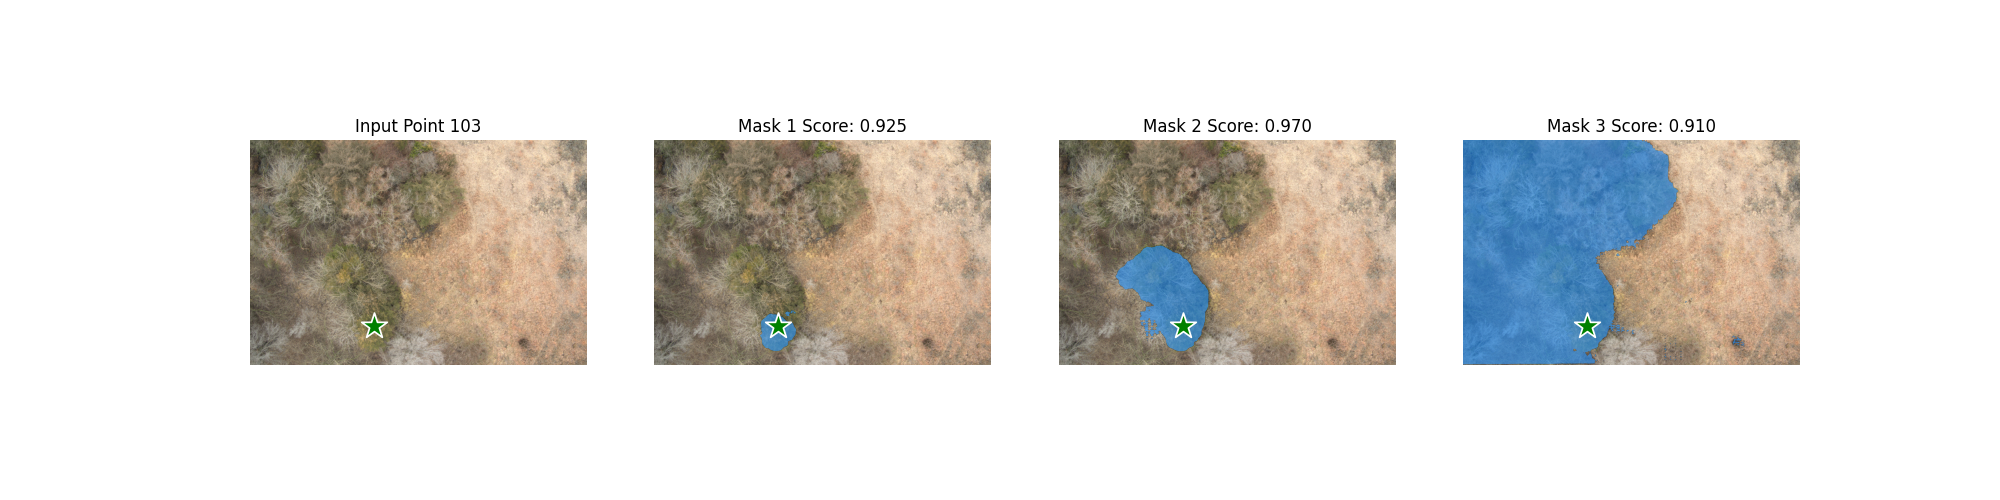 Input Point 103
Mask 1 Score: 0.925
Mask 2 Score: 0.970
Mask 3 Score: 0.910